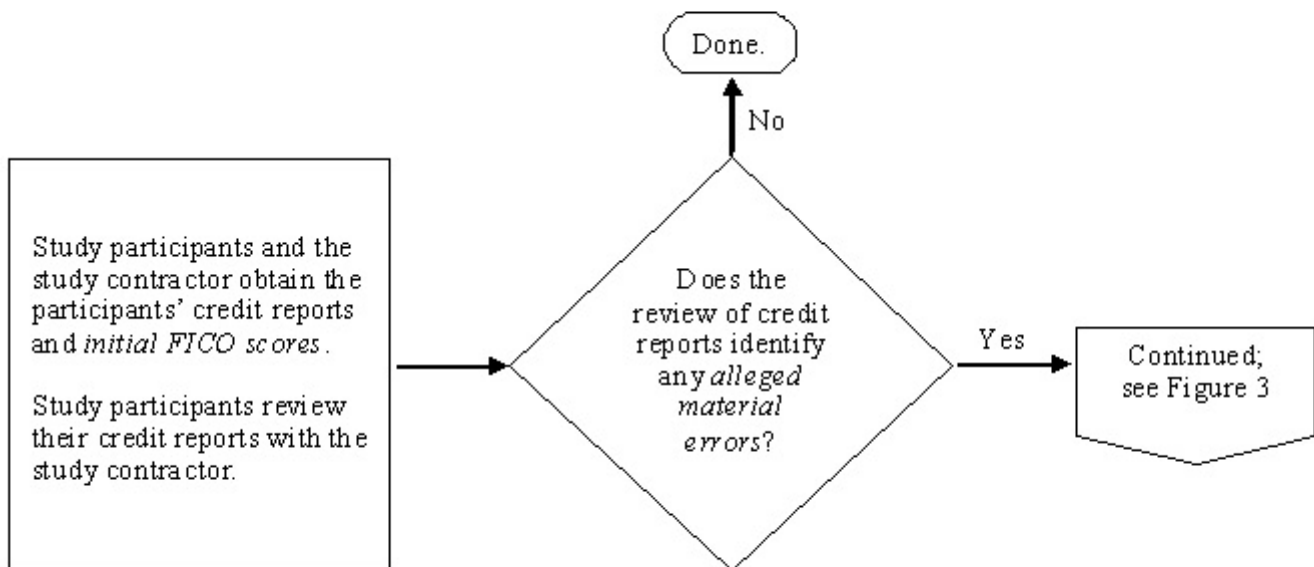 Done.
No
Study participants and the
study contractor obtain the
participants’ credit reports
and initial FICO scores.
Study participants review
their credit reports with the
study contractor.
Does the
review of credit
reports identify
any alleged
material
errors?
Yes
Continued;
see Figure 3